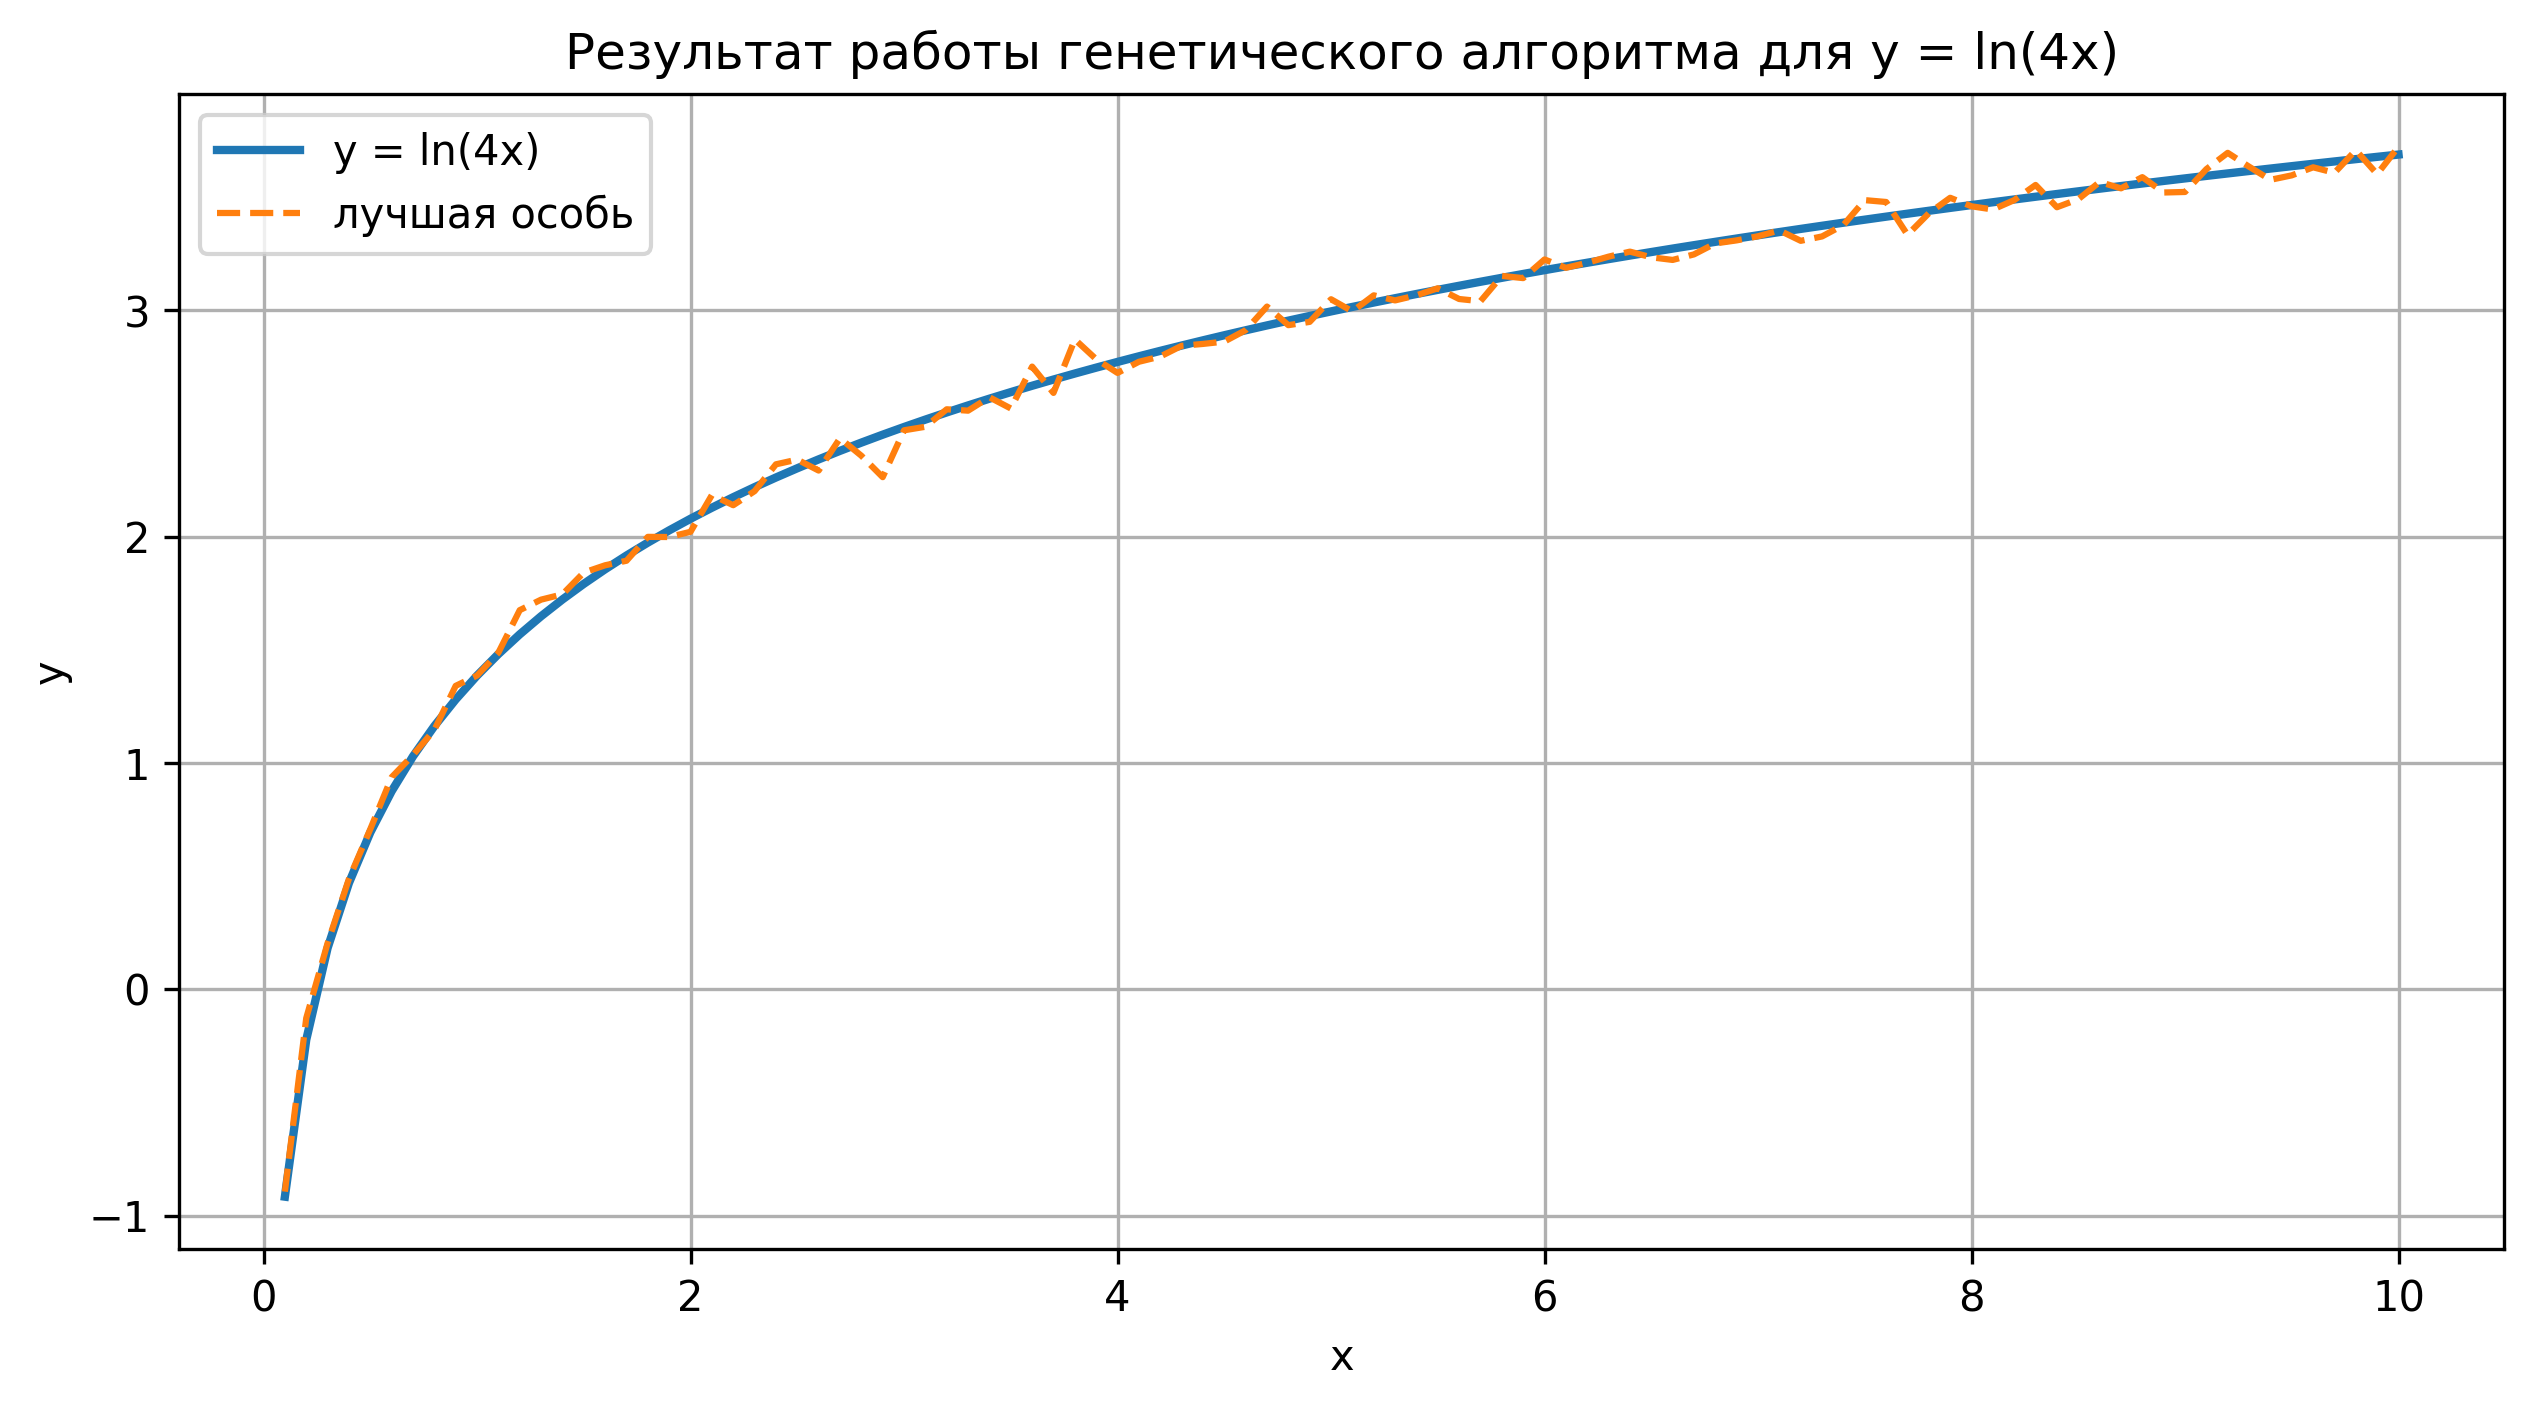 Результат работы генетического алгоритма для y = ln(4x)
y = ln(4x)
лучшая особь
3
2
1
0
−1
y
0 2 4 6 8 10
x